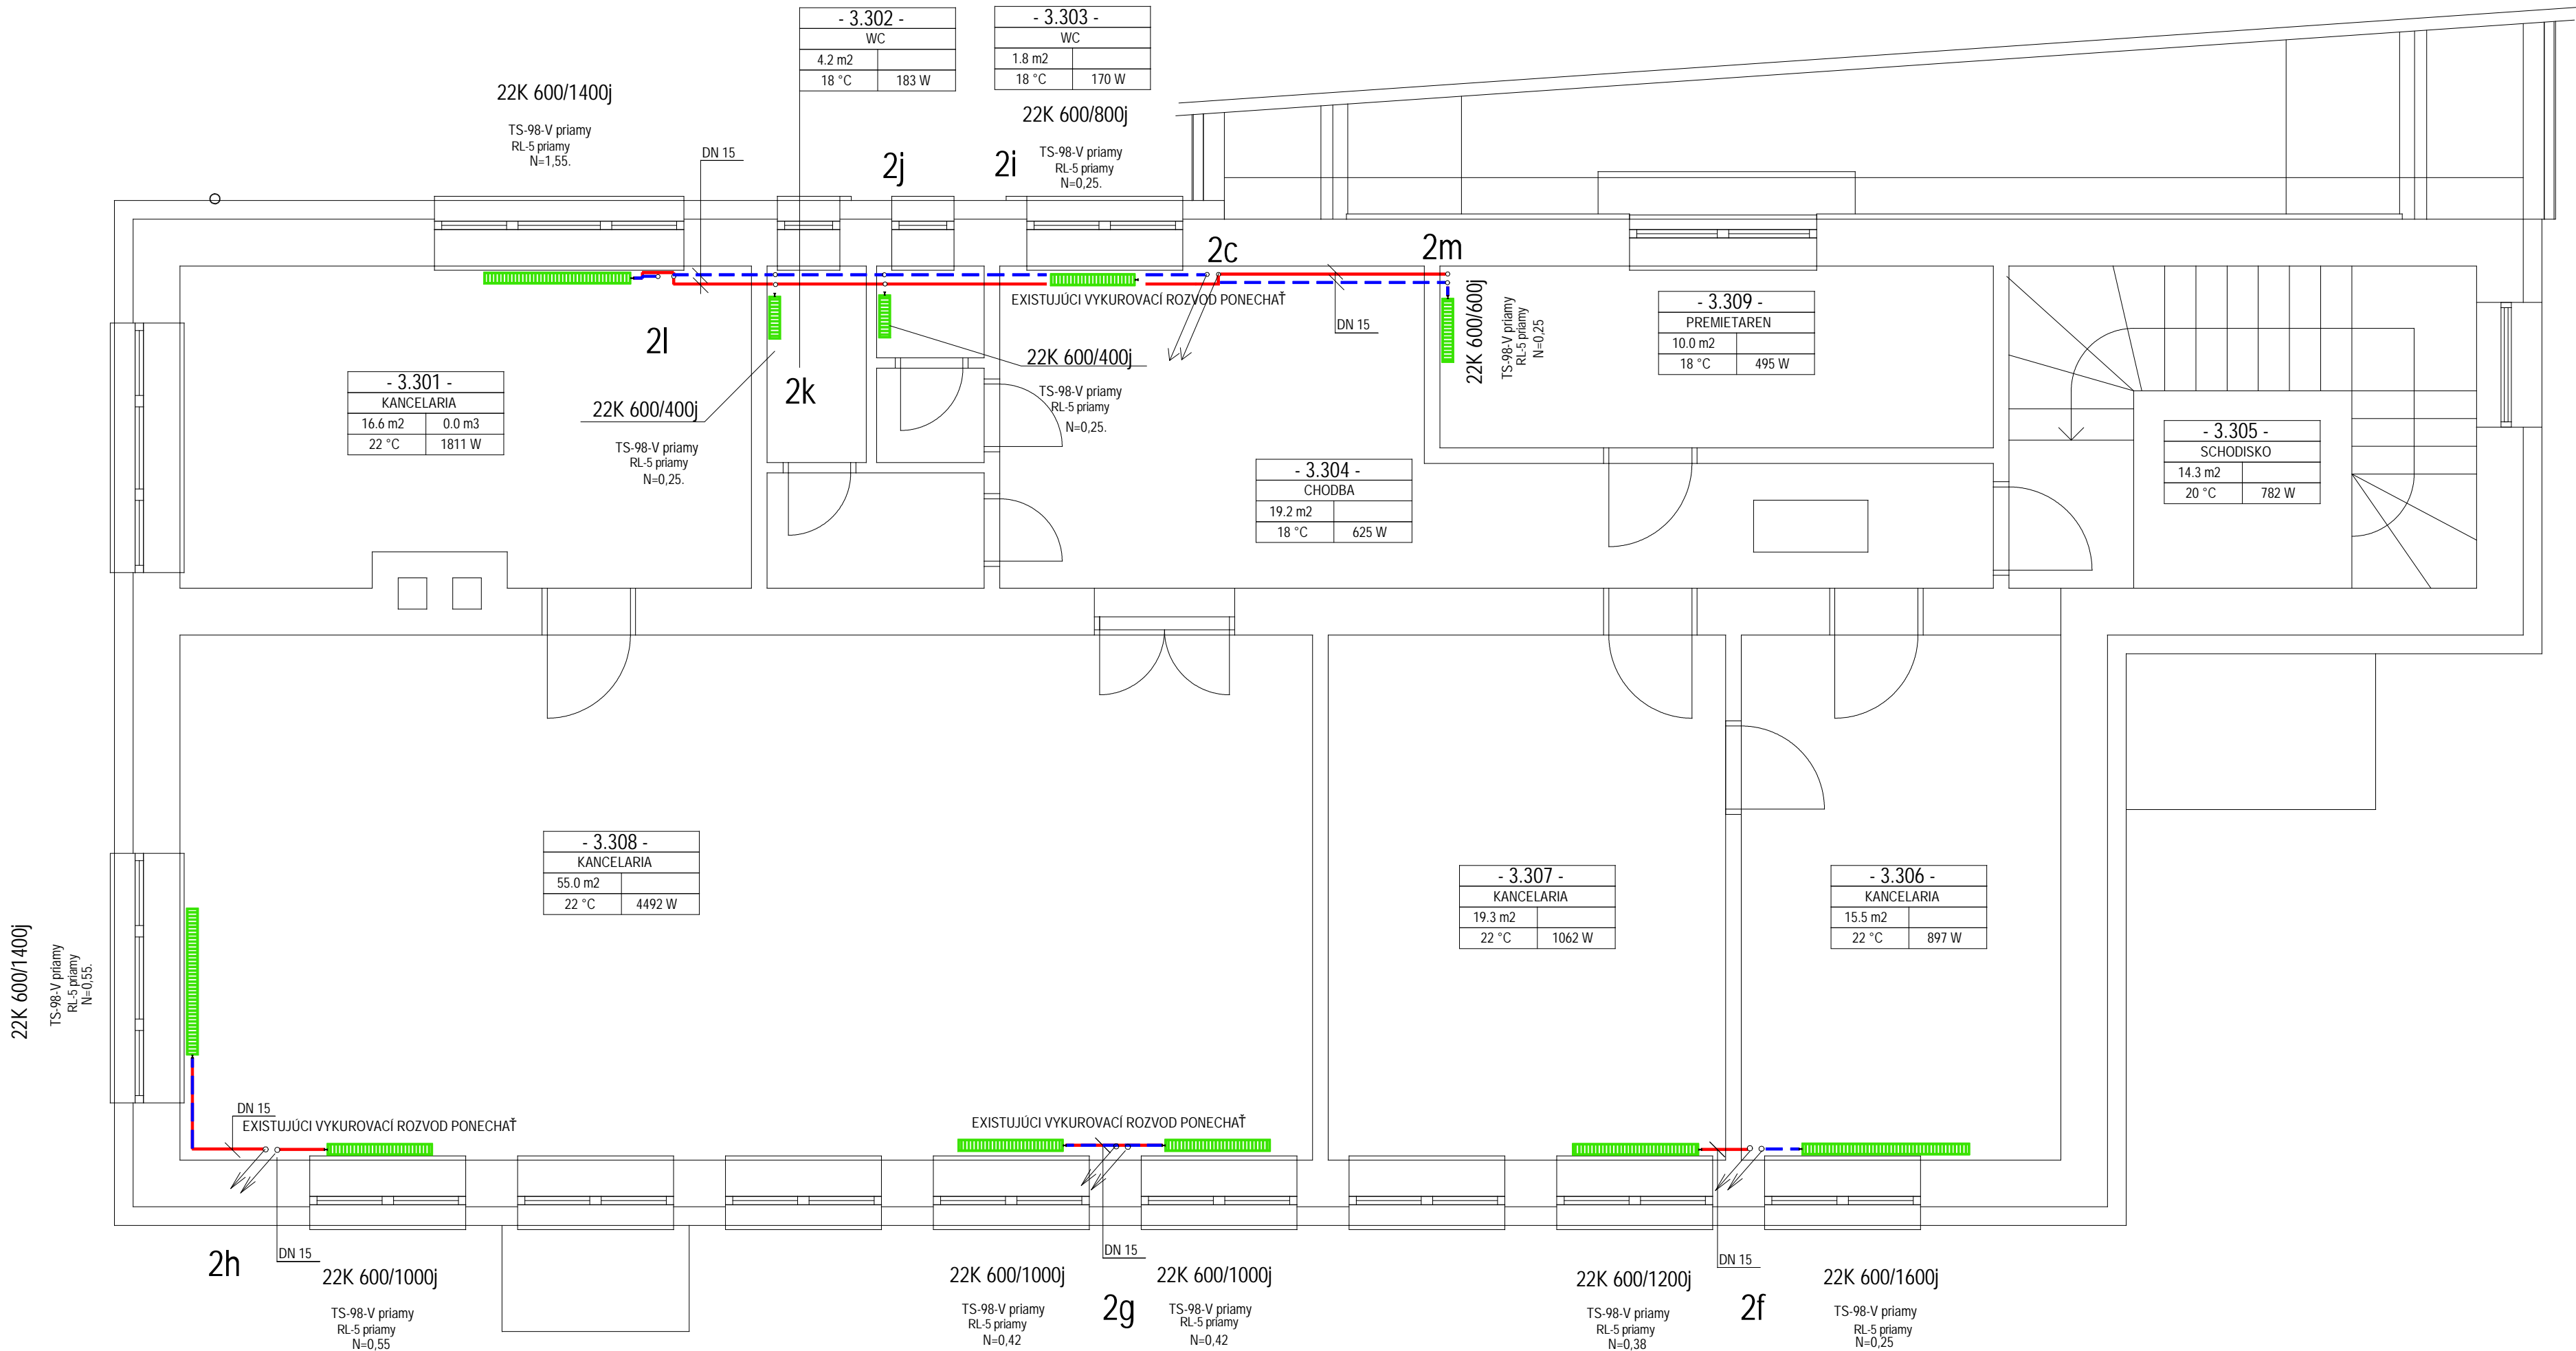 - 3.302 -
WC
4.2 m2
18 °C 183 W
- 3.303 -
WC
1.8 m2
18 °C 170 W
22K 600/1400j
TS-98-V priamy
RL-5 priamy
N=1,55.
DN 15
22K 600/800j
TS-98-V priamy
RL-5 priamy
N=0,25.
2j
2i
2c
2m
EXISTUJÚCI VYKUROVACÍ ROZVOD PONECHAŤ
DN 15
22K 600/600j
TS-98-V priamy
RL-5 priamy
N=0,25
- 3.309 -
PREMIETAREN
10.0 m2
18 °C 495 W
2l
2k
22K 600/400j
TS-98-V priamy
RL-5 priamy
N=0,25.
22K 600/400j
TS-98-V priamy
RL-5 priamy
N=0,25.
- 3.301 -
KANCELARIA
16.6 m2 0.0 m3
22 °C 1811 W
- 3.304 -
CHODBA
19.2 m2
18 °C 625 W
- 3.305 -
SCHODISKO
14.3 m2
20 °C 782 W
- 3.308 -
KANCELARIA
55.0 m2
22 °C 4492 W
- 3.307 -
KANCELARIA
19.3 m2
22 °C 1062 W
- 3.306 -
KANCELARIA
15.5 m2
22 °C 897 W
22K 600/1400j
TS-98-V priamy
RL-5 priamy
N=0,55.
DN 15
EXISTUJÚCI VYKUROVACÍ ROZVOD PONECHAŤ
EXISTUJÚCI VYKUROVACÍ ROZVOD PONECHAŤ
2h
DN 15
22K 600/1000j
TS-98-V priamy
RL-5 priamy
N=0,55
DN 15
22K 600/1000j
TS-98-V priamy
RL-5 priamy
N=0,42
2g
22K 600/1000j
TS-98-V priamy
RL-5 priamy
N=0,42
DN 15
22K 600/1200j
TS-98-V priamy
RL-5 priamy
N=0,38
2f
22K 600/1600j
TS-98-V priamy
RL-5 priamy
N=0,25